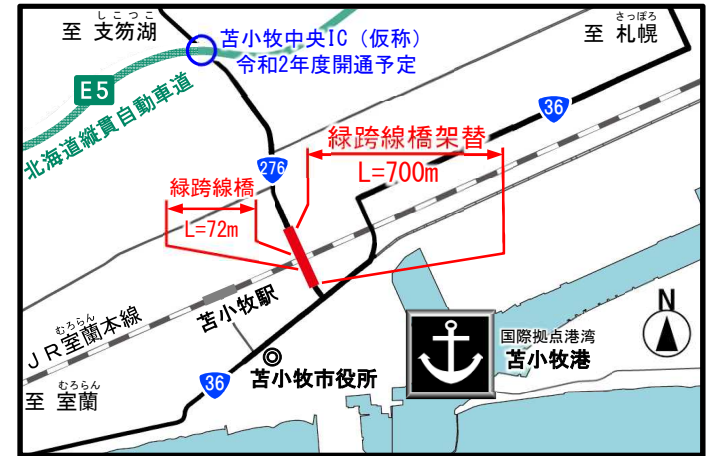 しこつこ
至 支笏湖
苫小牧中央IC（仮称）
令和2年度開通予定
さっぽろ
至 札幌
E5
北海道縦貫自動車道
36
緑跨線橋架替
L=700m
276
緑跨線橋
L=72m
苫小牧駅
むろらん
ＪＲ室蘭本線
N
国際拠点港湾
苫小牧港
苫小牧市役所
36
むろらん
至 室蘭